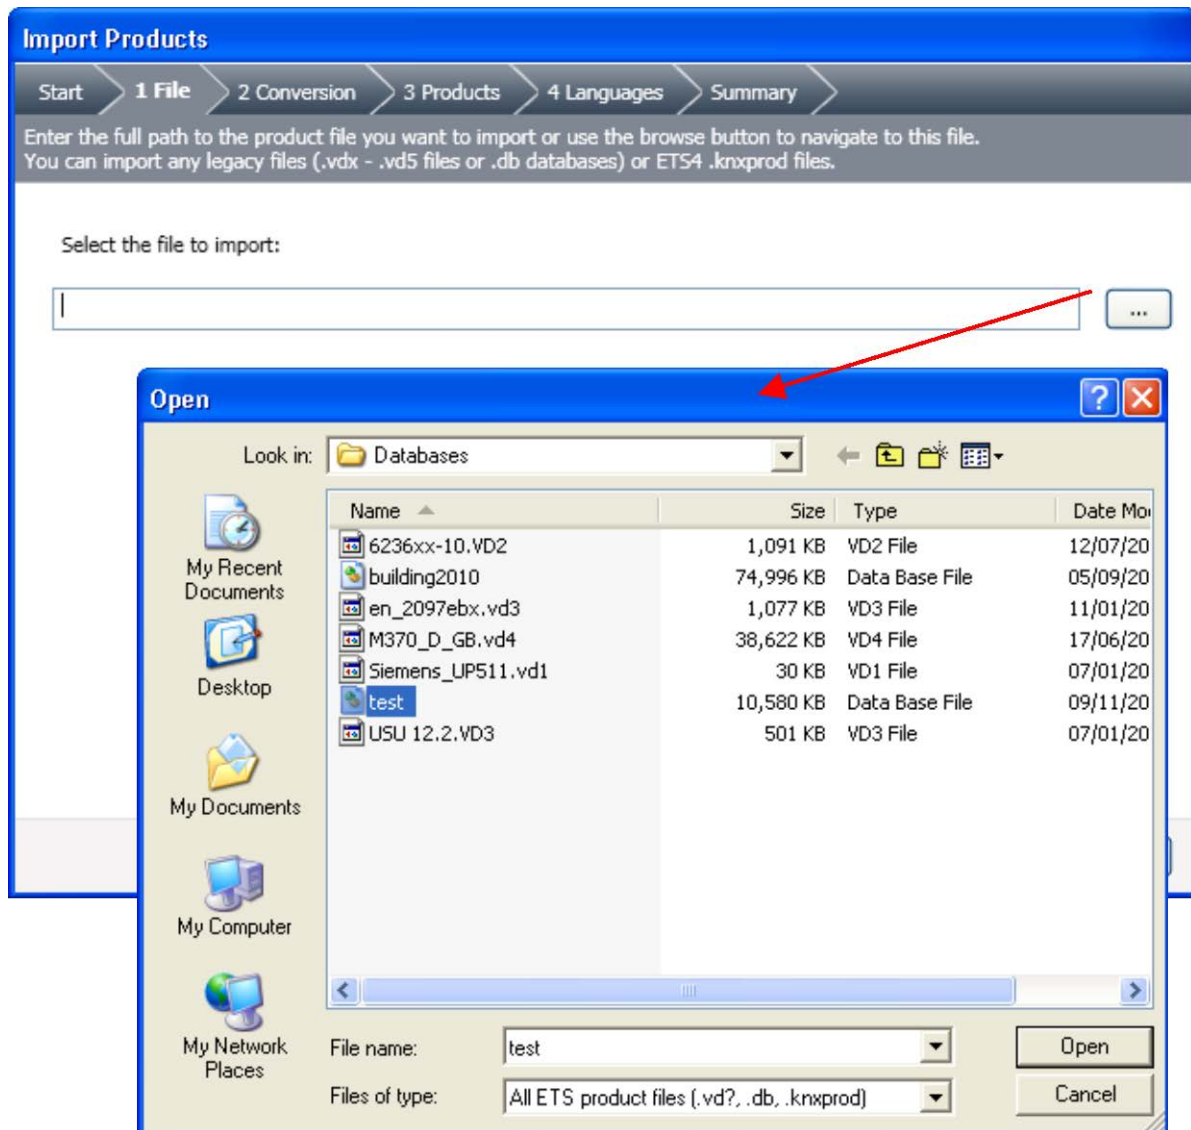 Import Products
Start 1 File 2 Conversion 3 Products 4 Languages Summary
Enter the full path to the product file you want to import or use the browse button to navigate to this file.
You can import any legacy files (.vdx - .vd5 files or .db databases) or ETS4 .knxprod files.
Select the file to import:
...
Open
Look in: Databases
Name Size Type Date Mo
6236xx-10.VD2 1,091 KB VD2 File 12/07/20
building2010 74,996 KB Data Base File 05/09/20
en_2097ebx.vd3 1,077 KB VD3 File 11/01/20
M370_D_GB.vd4 38,622 KB VD4 File 17/06/20
Siemens_UP511.vd1 30 KB VD1 File 07/01/20
test 10,580 KB Data Base File 09/11/20
USU 12.2.VD3 501 KB VD3 File 07/01/20
My Recent
Documents
Desktop
My Documents
My Computer
My Network
Places
File name: test Open
Files of type: All ETS product files (.vd?, .db, .knxprod) Cancel